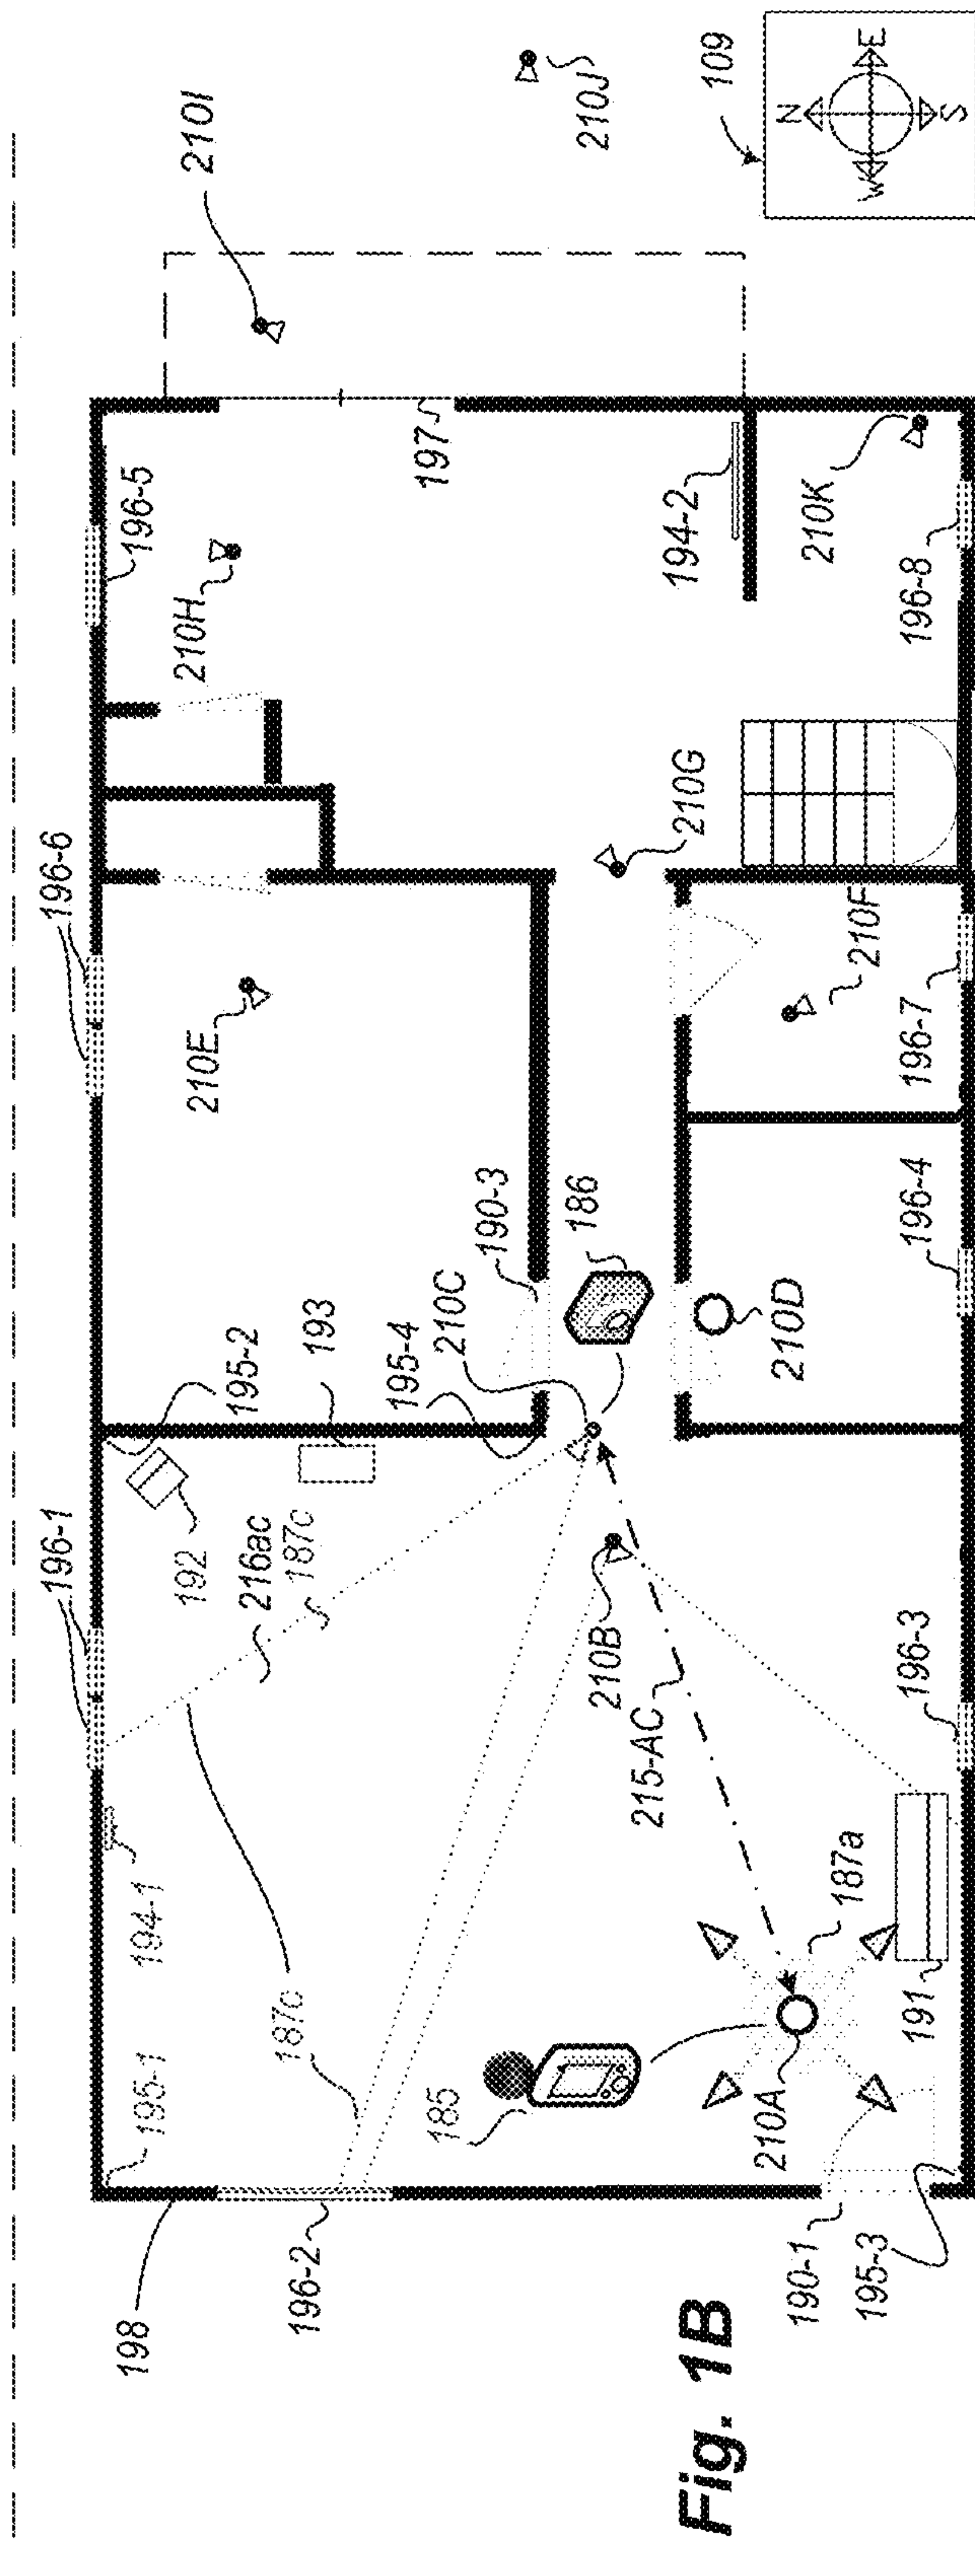 198
196-2
190-1
195-3
Fig. 1B
195-1
194-1
187c
185
210A
187a
191
196-1
192
216ac
187c
210B
215-AC
196-3
195-2
193
195-4
210C
190-3
186
210D
196-4
196-6
210E
210F
196-7
210G
196-5
210H
197
194-2
210K
196-8
210I
210J
109
N
W
E
S